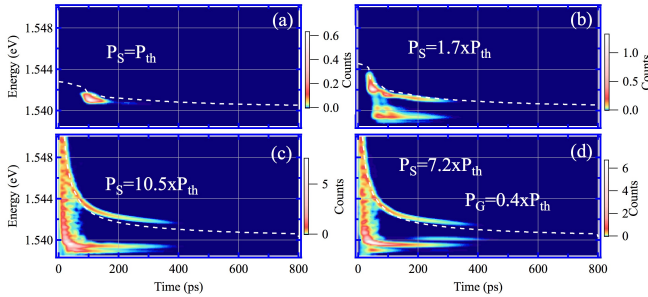 (a)
P_S=P_th
1.548
1.544
1.540
Energy (eV)
0.6
0.4
0.2
0.0
Counts
(b)
P_S=1.7xP_th
1.0
0.5
0.0
Counts
(c)
P_S=10.5xP_th
1.548
1.544
1.540
Energy (eV)
5
0
Counts
0 200 400 600 800
Time (ps)
(d)
P_S=7.2xP_th
P_G=0.4xP_th
6
4
2
0
Counts
0 200 400 600 800
Time (ps)